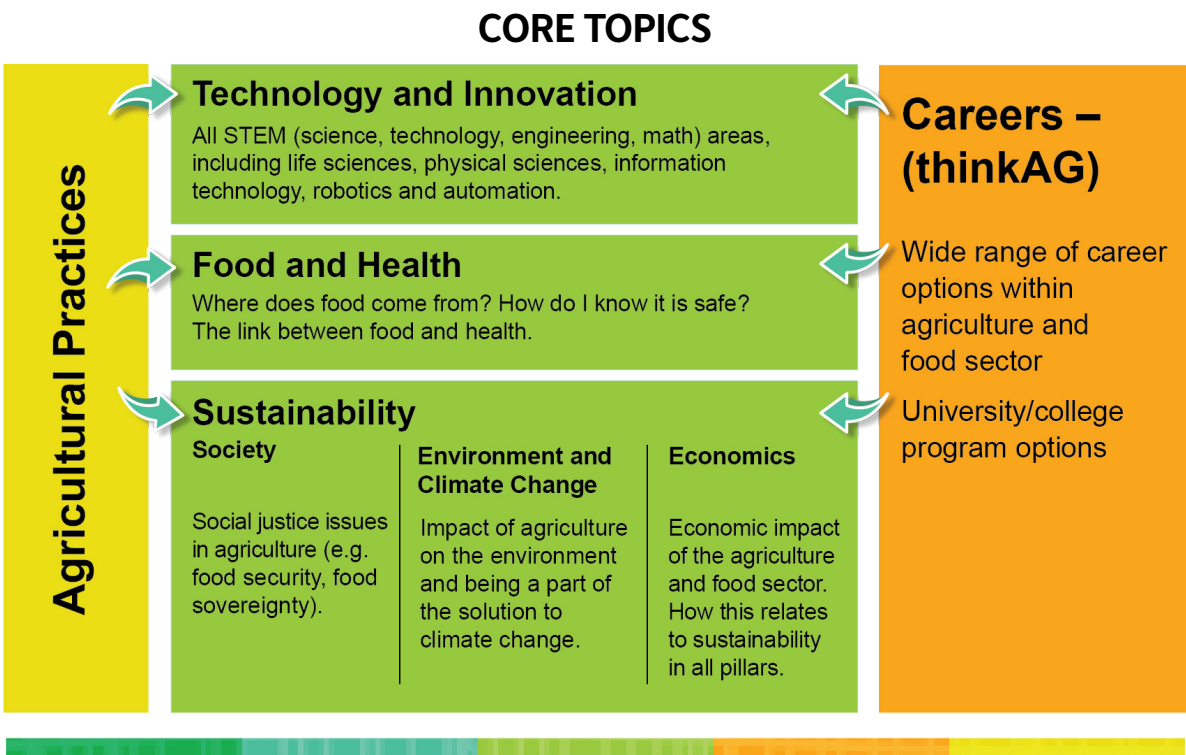 CORE TOPICS
Agricultural Practices
Technology and Innovation
All STEM (science, technology, engineering, math) areas,
including life sciences, physical sciences, information
technology, robotics and automation.
Food and Health
Where does food come from? How do I know it is safe?
The link between food and health.
Sustainability
Society
Social justice issues
in agriculture (e.g.
food security, food
sovereignty).
Environment and
Climate Change
Impact of agriculture
on the environment
and being a part of
the solution to
climate change.
Economics
Economic impact
of the agriculture
and food sector.
How this relates
to sustainability
in all pillars.
Careers –
(thinkAG)
Wide range of career
options within
agriculture and
food sector
University/college
program options